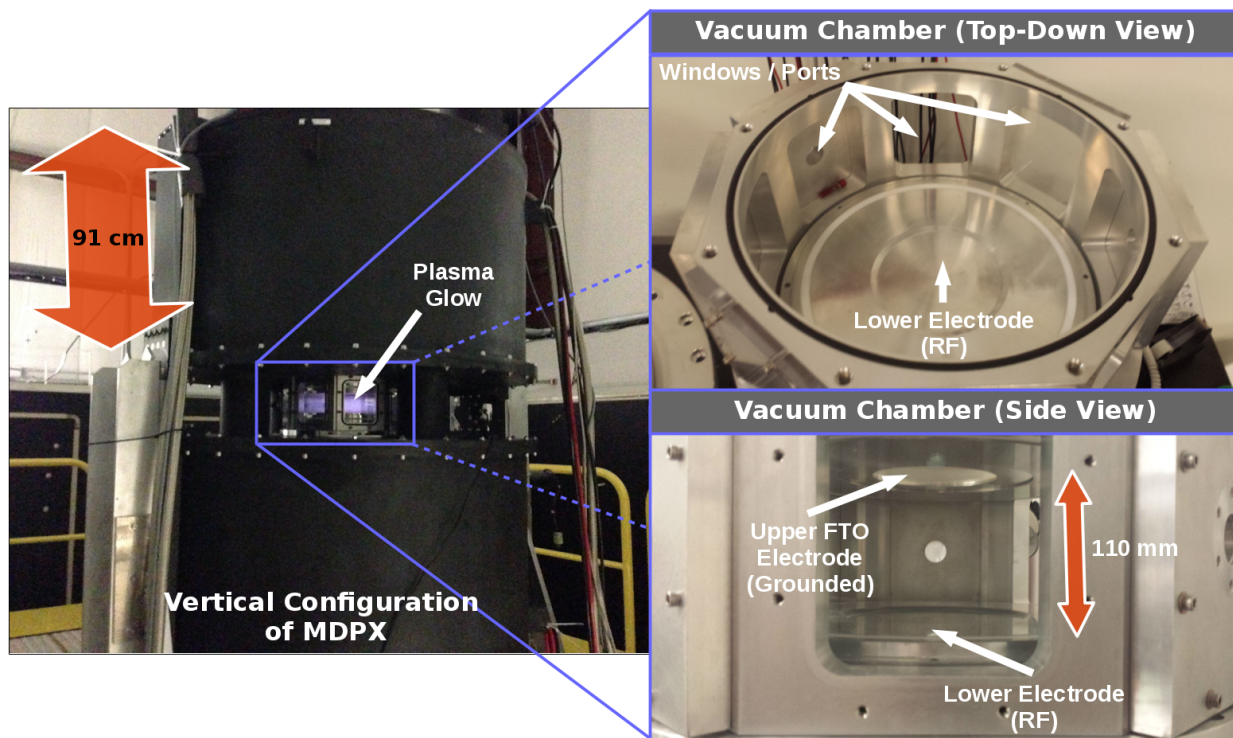 Vacuum Chamber (Top-Down View)
Windows / Ports
91 cm
Plasma
Glow
Lower Electrode
(RF)
Vacuum Chamber (Side View)
Upper FTO
Electrode
(Grounded)
110 mm
Vertical Configuration
of MDPX
Lower Electrode
(RF)